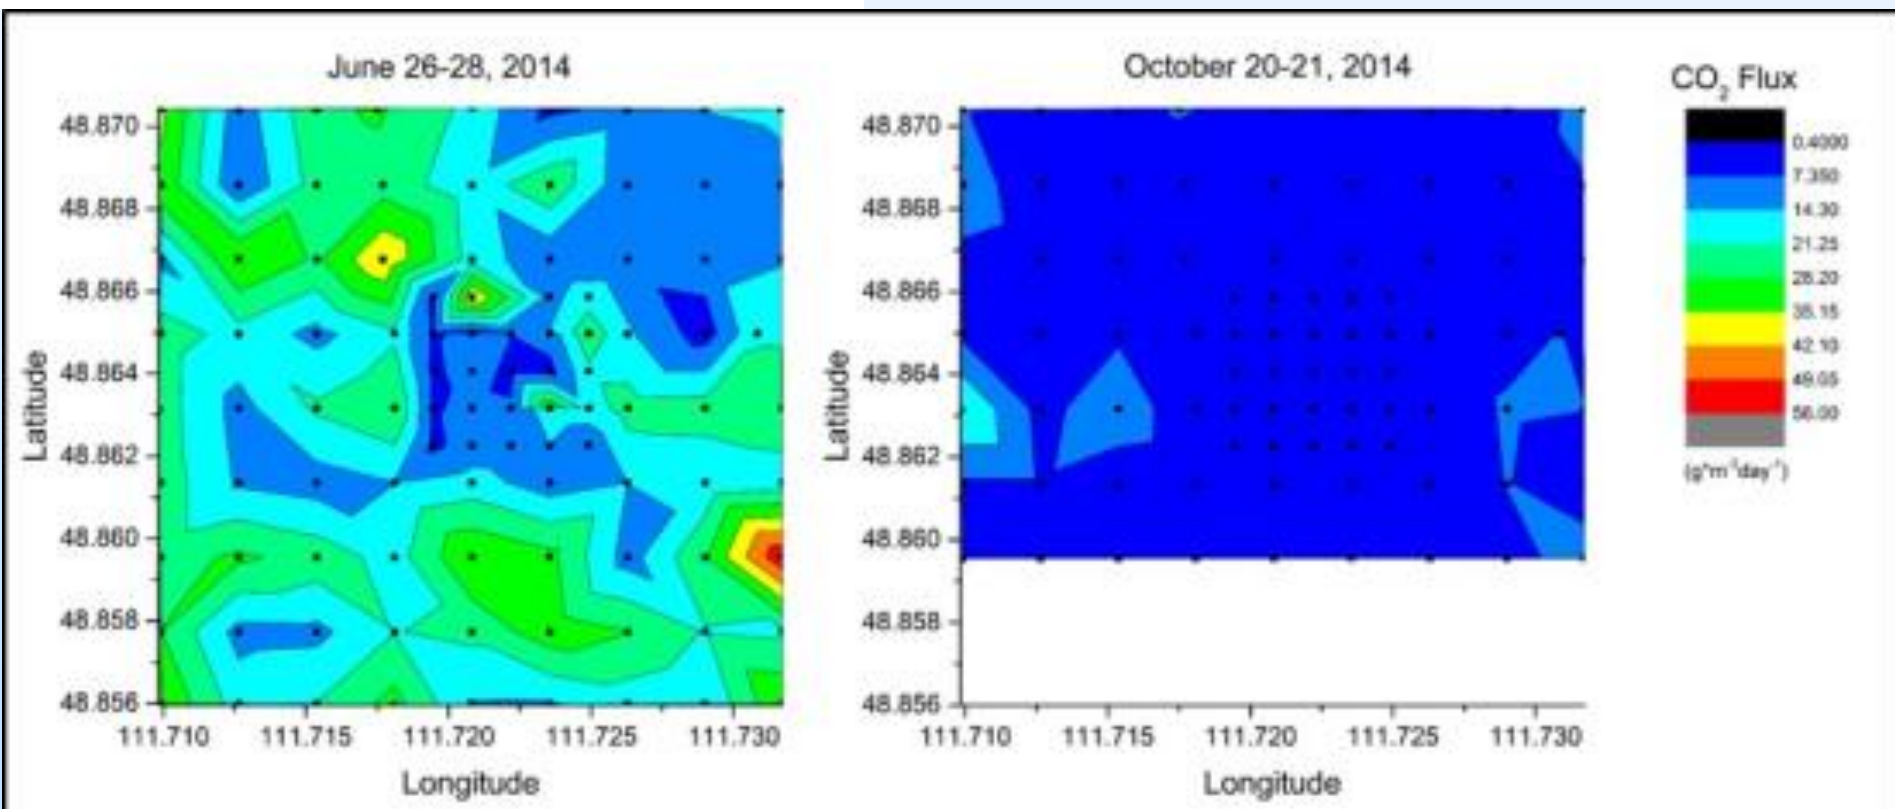 June 26-28, 2014
48.870
48.868
48.866
48.864
48.862
48.860
48.858
48.856
Latitude
111.710 111.715 111.720 111.725 111.730
Longitude
October 20-21, 2014
48.870
48.868
48.866
48.864
48.862
48.860
48.858
48.856
Latitude
111.710 111.715 111.720 111.725 111.730
Longitude
CO₂ Flux
0.4000
7.350
14.30
21.25
28.20
35.15
42.10
49.05
56.00
(g*m⁻²day⁻¹)